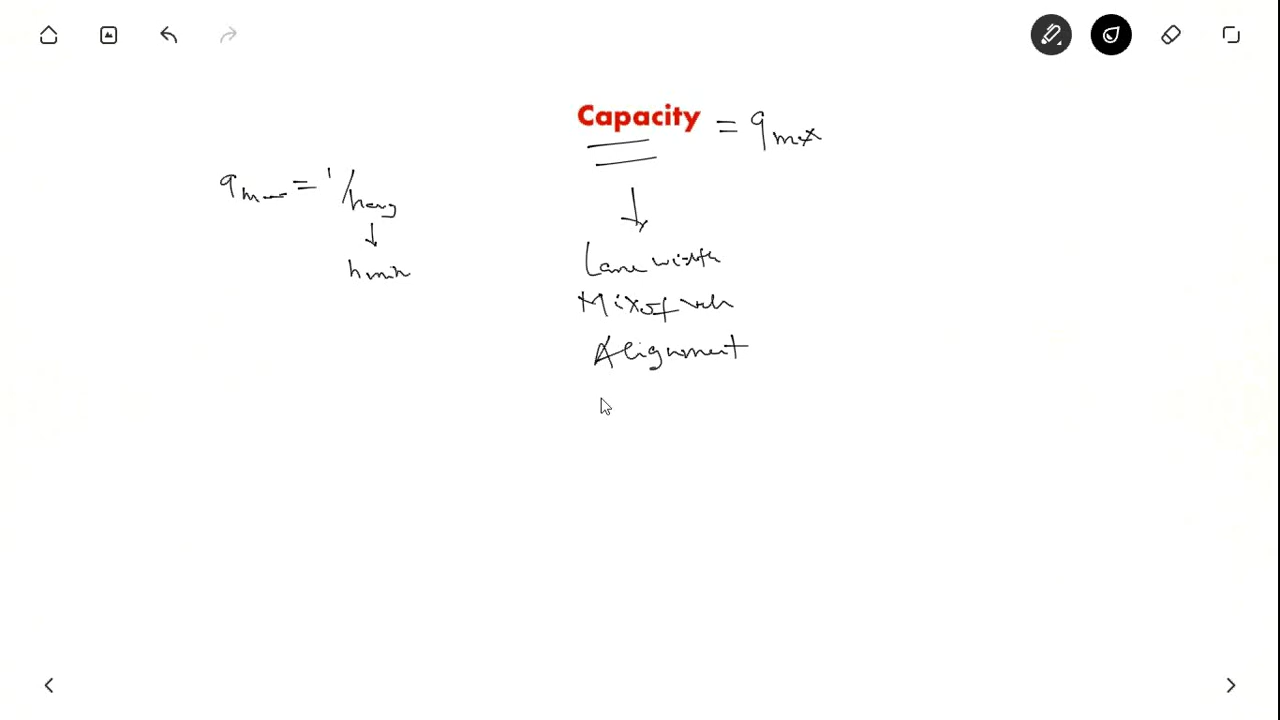 Capacity = qmax
qmax = 1/havg
hmin
Lane width
Mix of veh
Alignment